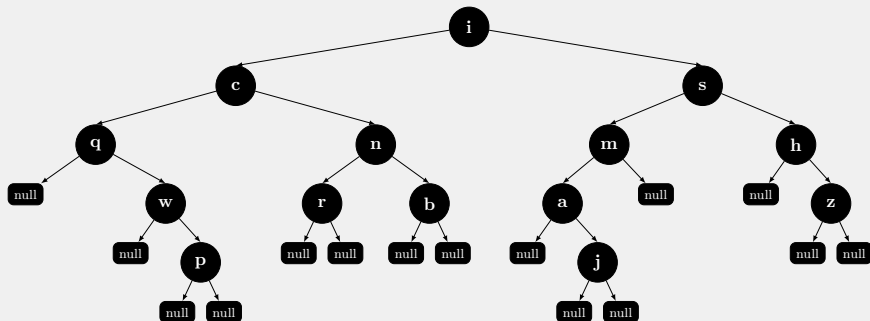 i
c s
q n m h
null w r b a null null z
null p null null null null null j null null
null null null null